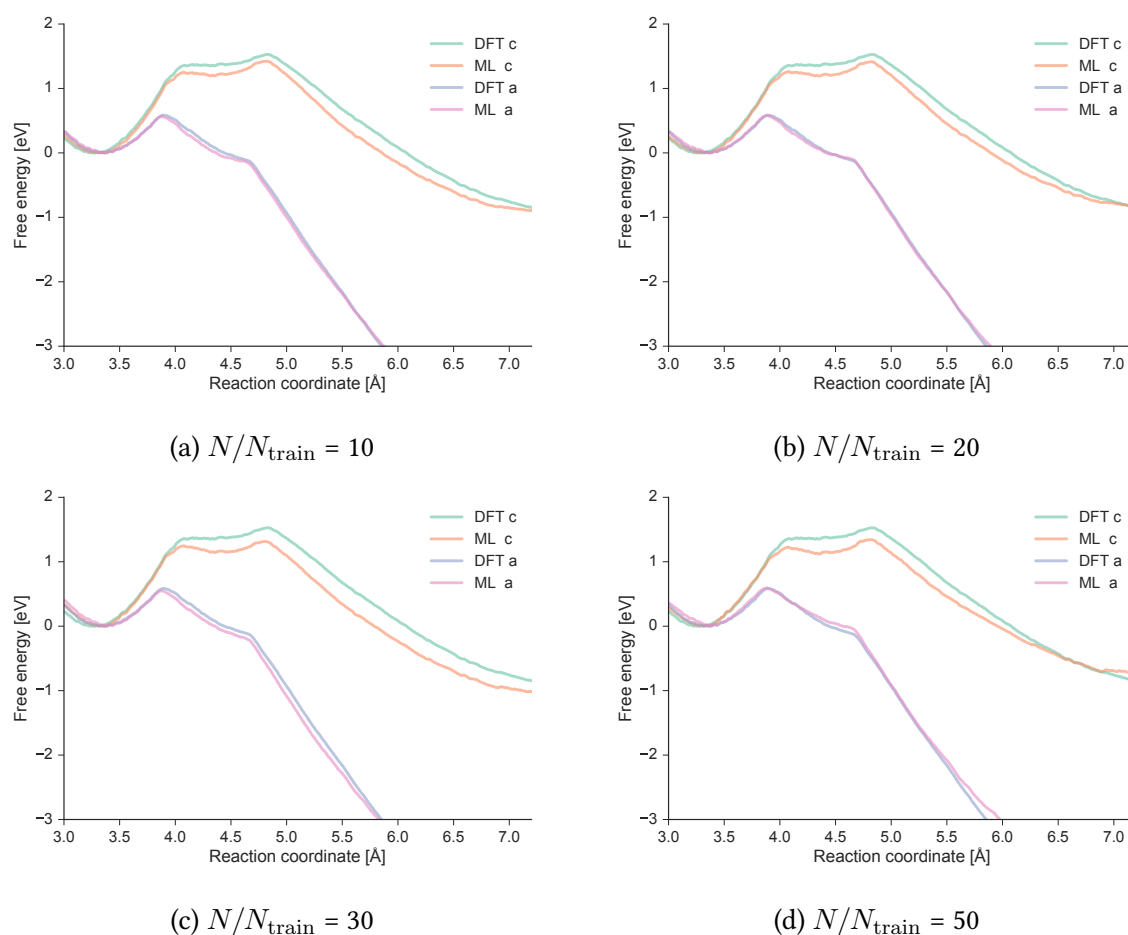 2
1
0
−1
−2
−3
Free energy [eV]
3.0 3.5 4.0 4.5 5.0 5.5 6.0 6.5 7.0
Reaction coordinate [Å]
DFT c
ML c
DFT a
ML a
(a) N/N_train = 10
2
1
0
−1
−2
−3
Free energy [eV]
3.0 3.5 4.0 4.5 5.0 5.5 6.0 6.5 7.0
Reaction coordinate [Å]
DFT c
ML c
DFT a
ML a
(b) N/N_train = 20
2
1
0
−1
−2
−3
Free energy [eV]
3.0 3.5 4.0 4.5 5.0 5.5 6.0 6.5 7.0
Reaction coordinate [Å]
DFT c
ML c
DFT a
ML a
(c) N/N_train = 30
2
1
0
−1
−2
−3
Free energy [eV]
3.0 3.5 4.0 4.5 5.0 5.5 6.0 6.5 7.0
Reaction coordinate [Å]
DFT c
ML c
DFT a
ML a
(d) N/N_train = 50